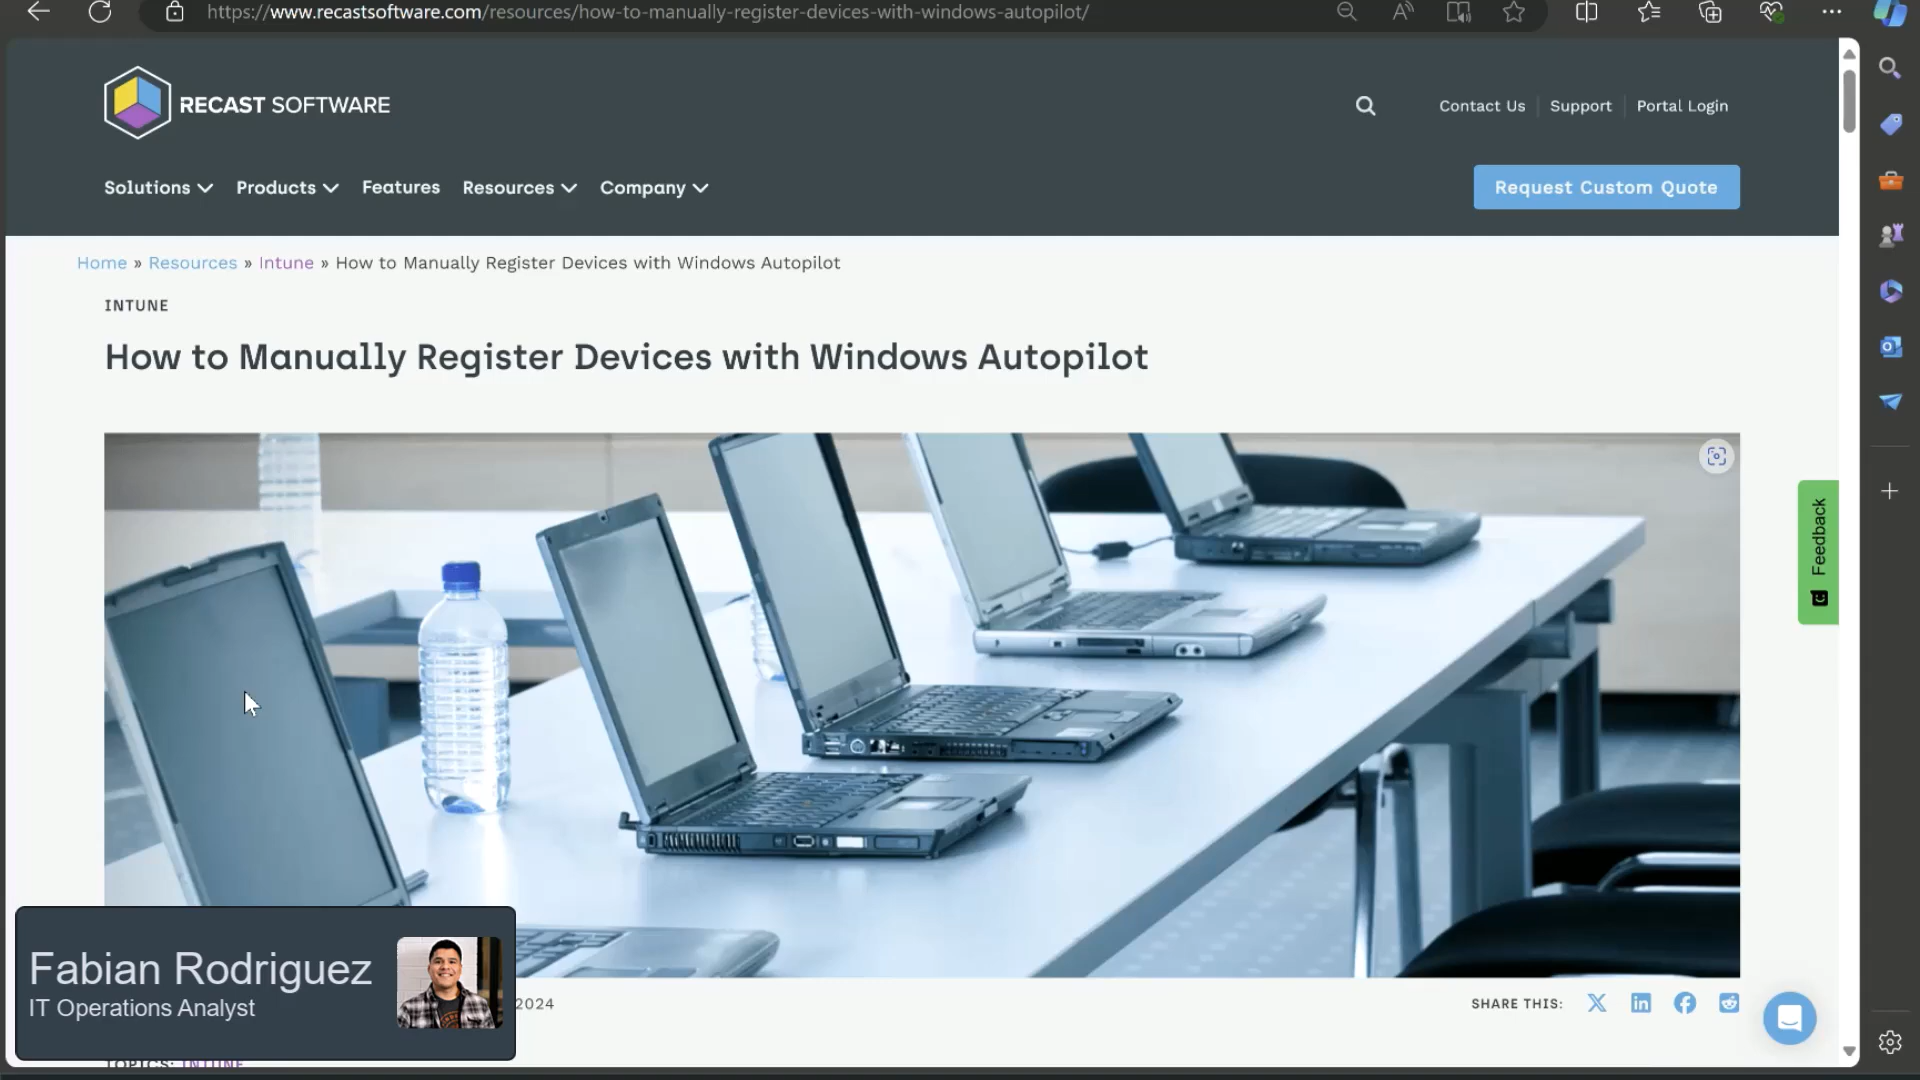 https://www.recastsoftware.com/resources/how-to-manually-register-devices-with-windows-autopilot/
RECAST SOFTWARE
Contact Us
Support
Portal Login
Solutions
Products
Features
Resources
Company
Request Custom Quote
Home » Resources » Intune » How to Manually Register Devices with Windows Autopilot
INTUNE
How to Manually Register Devices with Windows Autopilot
Feedback
Fabian Rodriguez
IT Operations Analyst
2024
SHARE THIS:
TOPICS: INTUNE